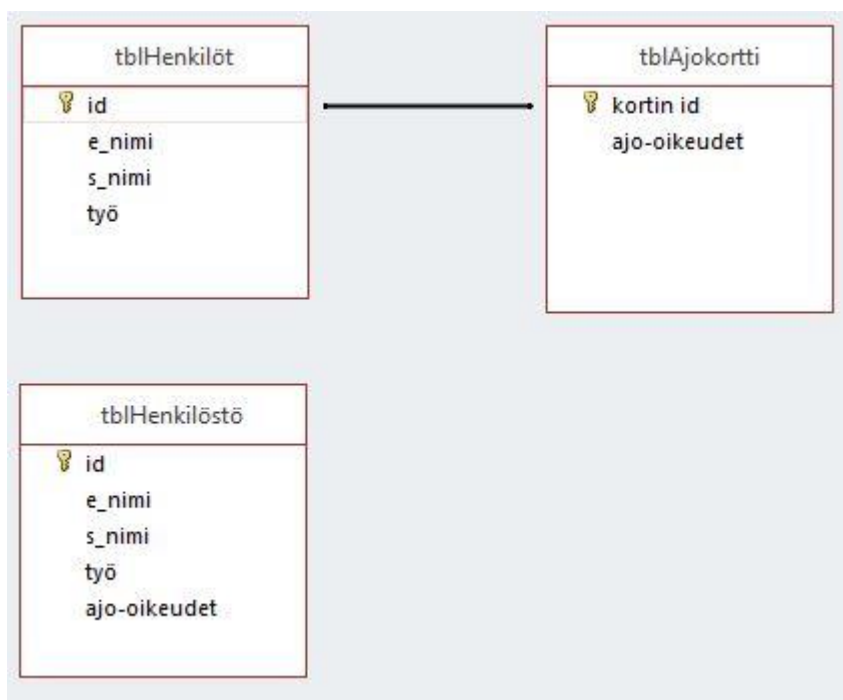 tblHenkilöt
id
e_nimi
s_nimi
työ
tblAjokortti
kortin id
ajo-oikeudet
tblHenkilöstö
id
e_nimi
s_nimi
työ
ajo-oikeudet